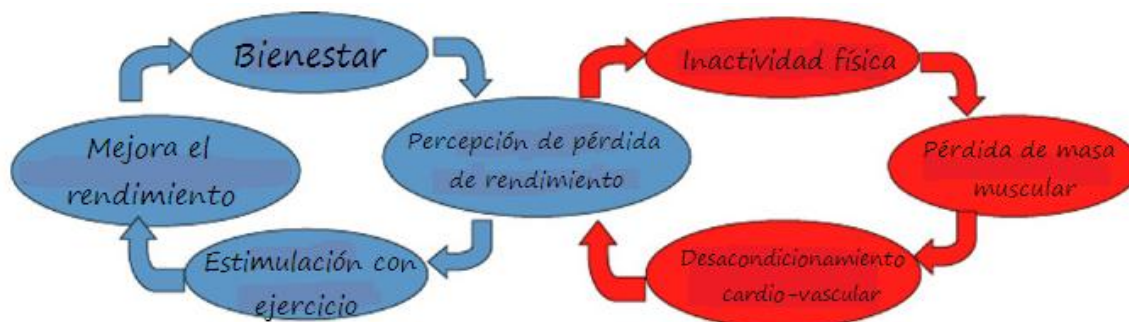 Bienestar
Inactividad física
Mejora el
rendimiento
Percepción de pérdida
de rendimiento
Pérdida de masa
muscular
Estimulación con
ejercicio
Desacondicionamiento
cardio-vascular